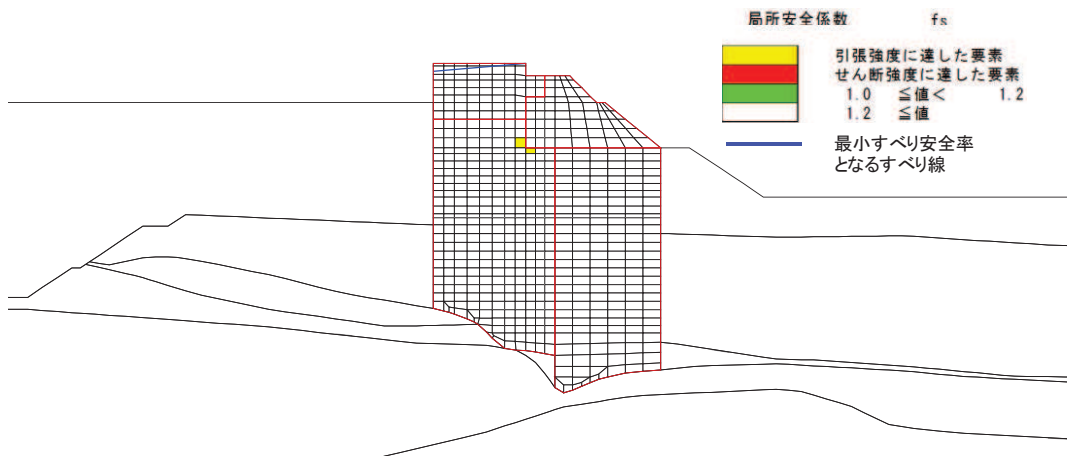 局所安全係数 fs
引張強度に達した要素
せん断強度に達した要素
1.0 ≦値< 1.2
1.2 ≦値
最小すべり安全率
となるすべり線